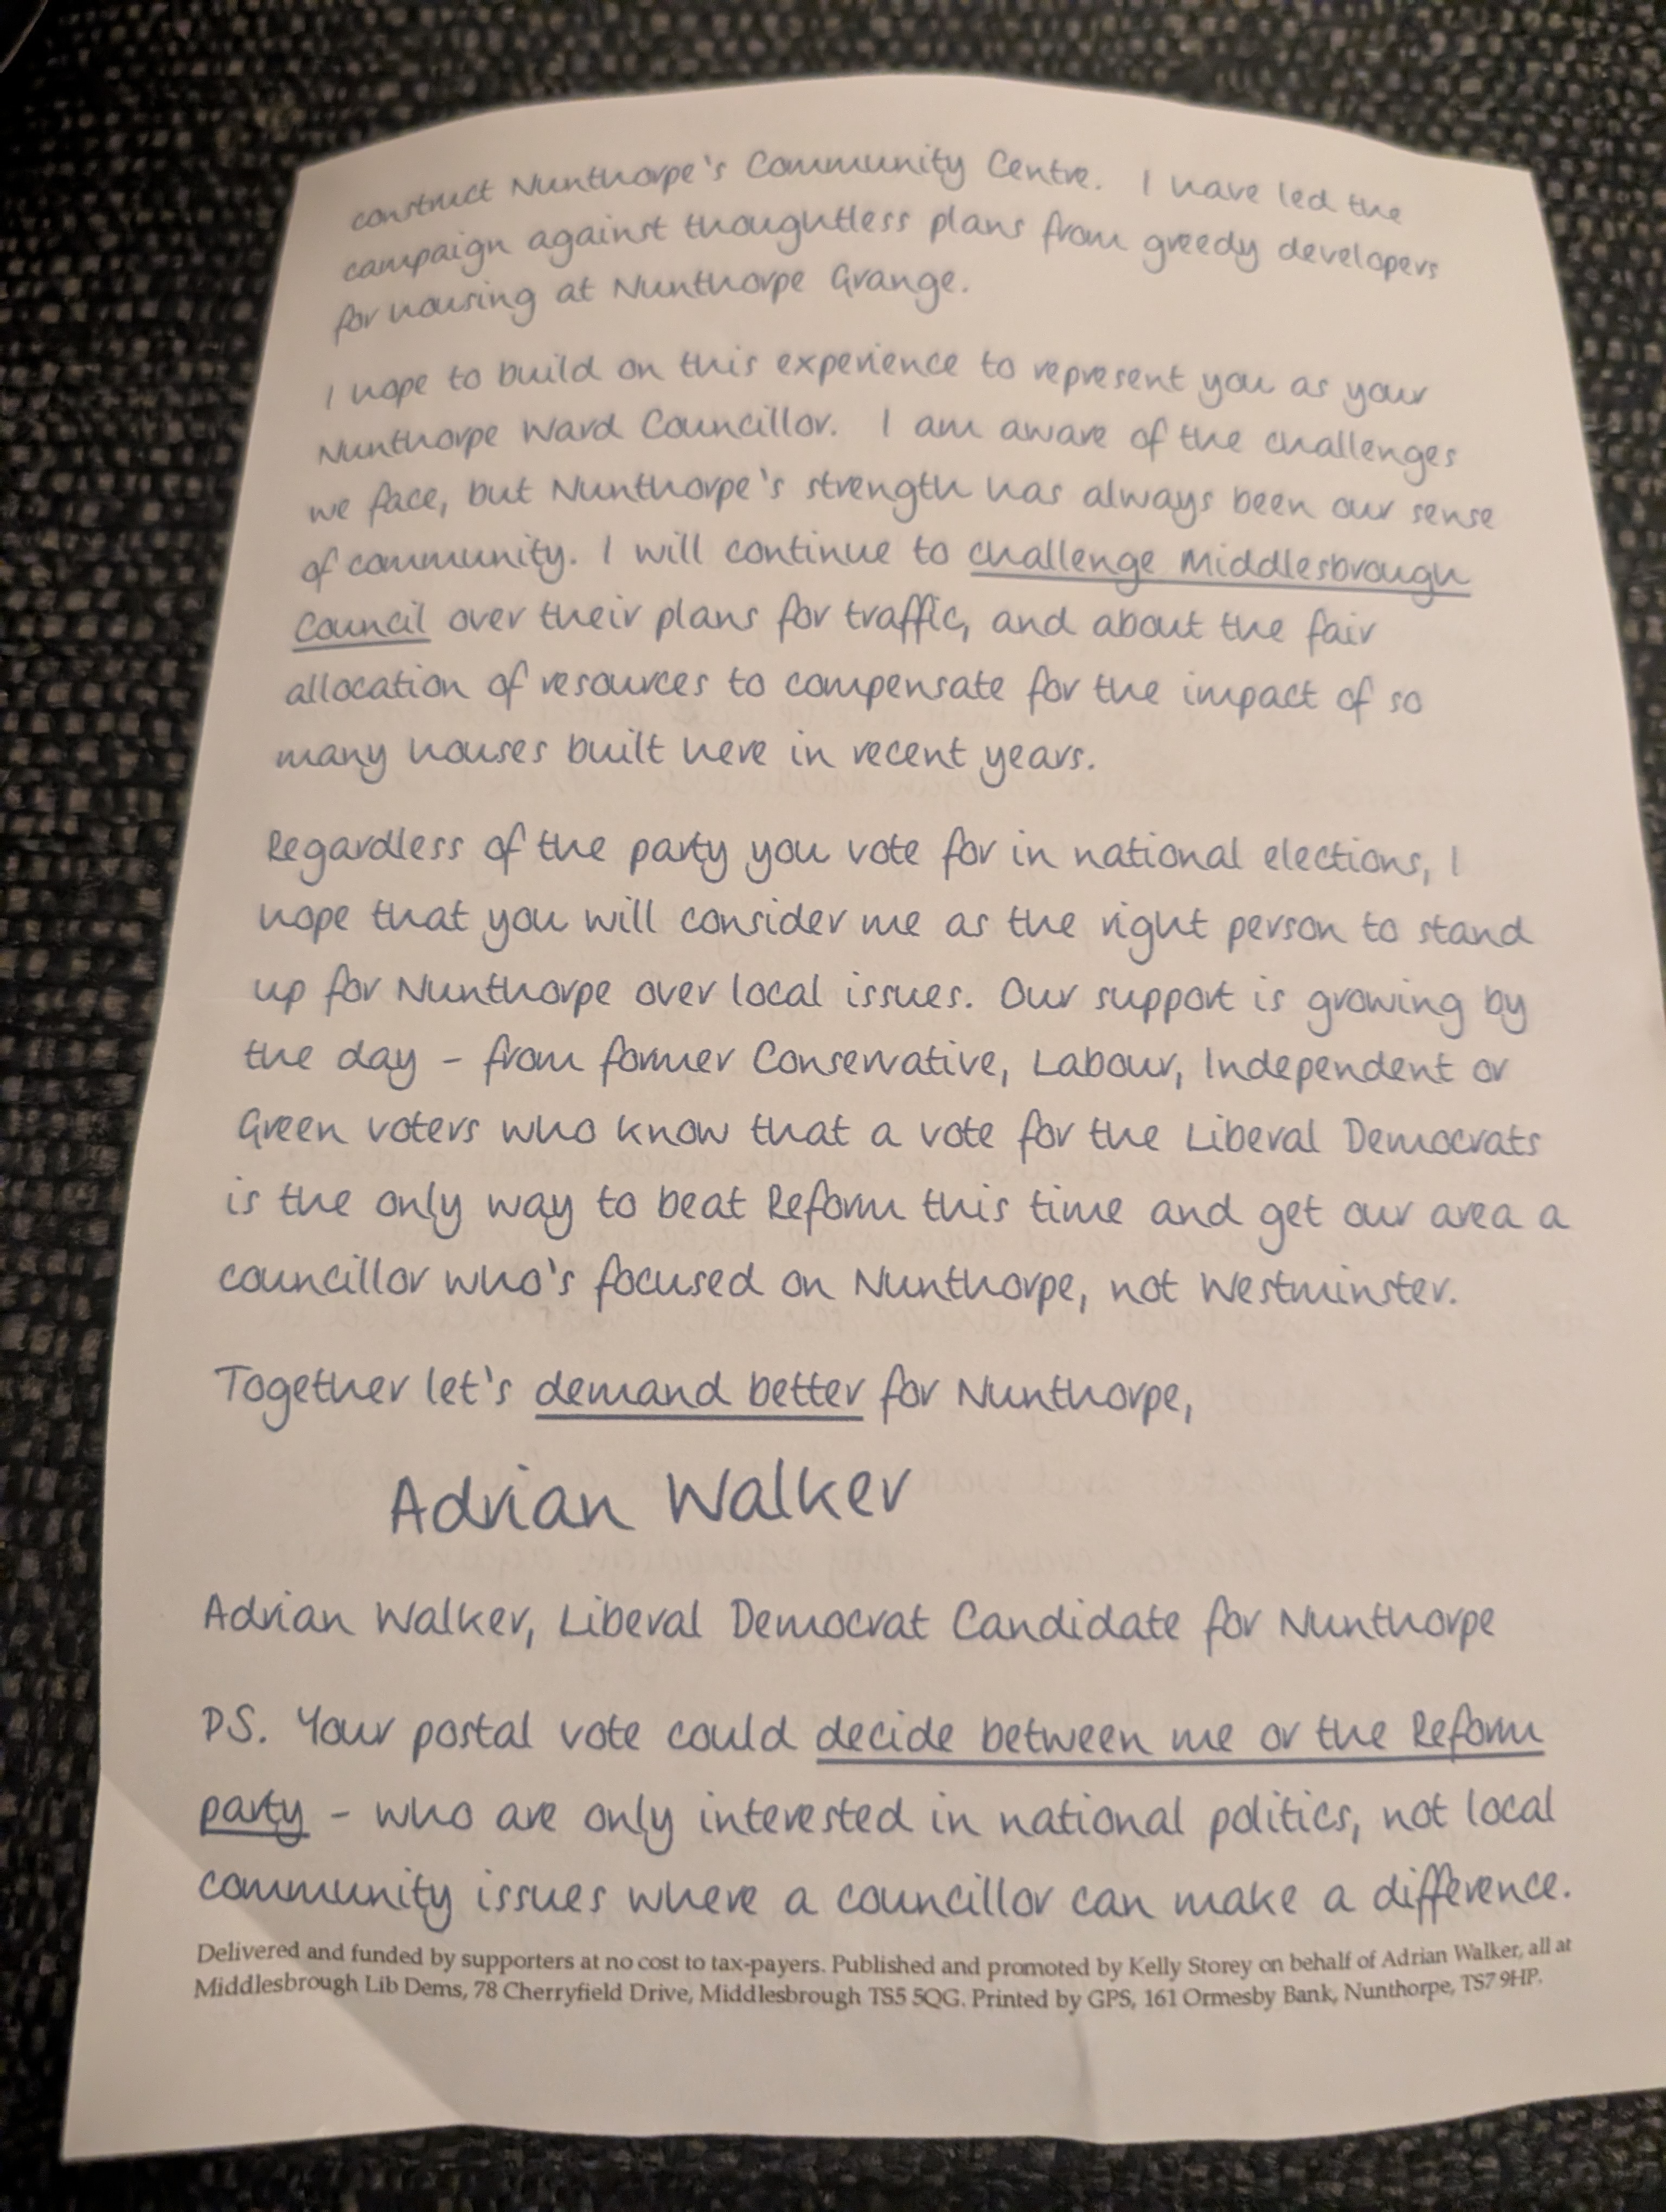 construct Nunthorpe's Community Centre. I have led the
campaign against thoughtless plans from greedy developers
for housing at Nunthorpe Grange.
I hope to build on this experience to represent you as your
Nunthorpe Ward Councillor. I am aware of the challenges
we face, but Nunthorpe's strength has always been our sense
of community. I will continue to challenge Middlesbrough
Council over their plans for traffic, and about the fair
allocation of resources to compensate for the impact of so
many houses built here in recent years.
Regardless of the party you vote for in national elections, I
hope that you will consider me as the right person to stand
up for Nunthorpe over local issues. Our support is growing by
the day - from former Conservative, Labour, Independent or
Green voters who know that a vote for the Liberal Democrats
is the only way to beat Reform this time and get our area a
councillor who's focused on Nunthorpe, not Westminster.
Together let's demand better for Nunthorpe,
Adrian Walker
Adrian Walker, Liberal Democrat Candidate for Nunthorpe
PS. Your postal vote could decide between me or the Reform
party - who are only interested in national politics, not local
community issues where a councillor can make a difference.
Delivered and funded by supporters at no cost to tax-payers. Published and promoted by Kelly Storey on behalf of Adrian Walker, all at
Middlesbrough Lib Dems, 78 Cherryfield Drive, Middlesbrough TS5 5QG. Printed by GPS, 161 Ormesby Bank, Nunthorpe, TS7 9HP.